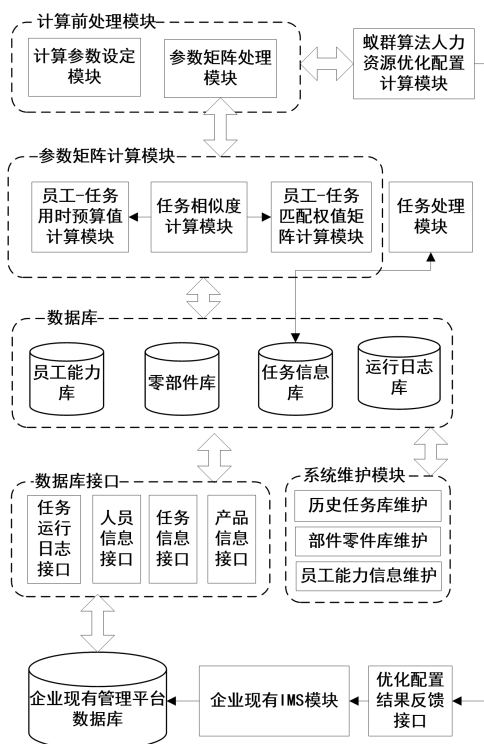 计算前处理模块
计算参数设定
模块
参数矩阵处理
模块
蚁群算法人力
资源优化配置
计算模块
参数矩阵计算模块
员工-任务
用时预算值
计算模块
任务相似度
计算模块
员工-任务
匹配权值矩
阵计算模块
任务处理
模块
数据库
员工能力
库
零部件库
任务信息
库
运行日志
库
数据库接口
任务
运行
日志
接口
人员
信息
接口
任务
信息
接口
产品
信息
接口
系统维护模块
历史任务库维护
部件零件库维护
员工能力信息维护
企业现有管理平台
数据库
企业现有IMS模块
优化配置
结果反馈
接口